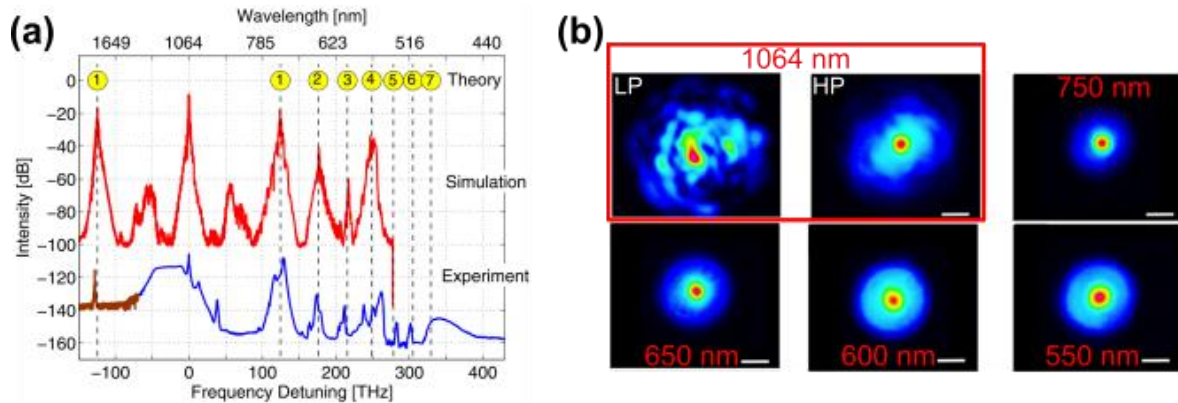 (a)
Wavelength [nm]
1649 1064 785 623 516 440
Intensity [dB]
0
−20
−40
−60
−80
−100
−120
−140
−160
1 1 2 3 4 5 6 7
Theory
Simulation
Experiment
−100 0 100 200 300 400
Frequency Detuning [THz]
(b)
1064 nm
LP HP
750 nm
650 nm 600 nm 550 nm